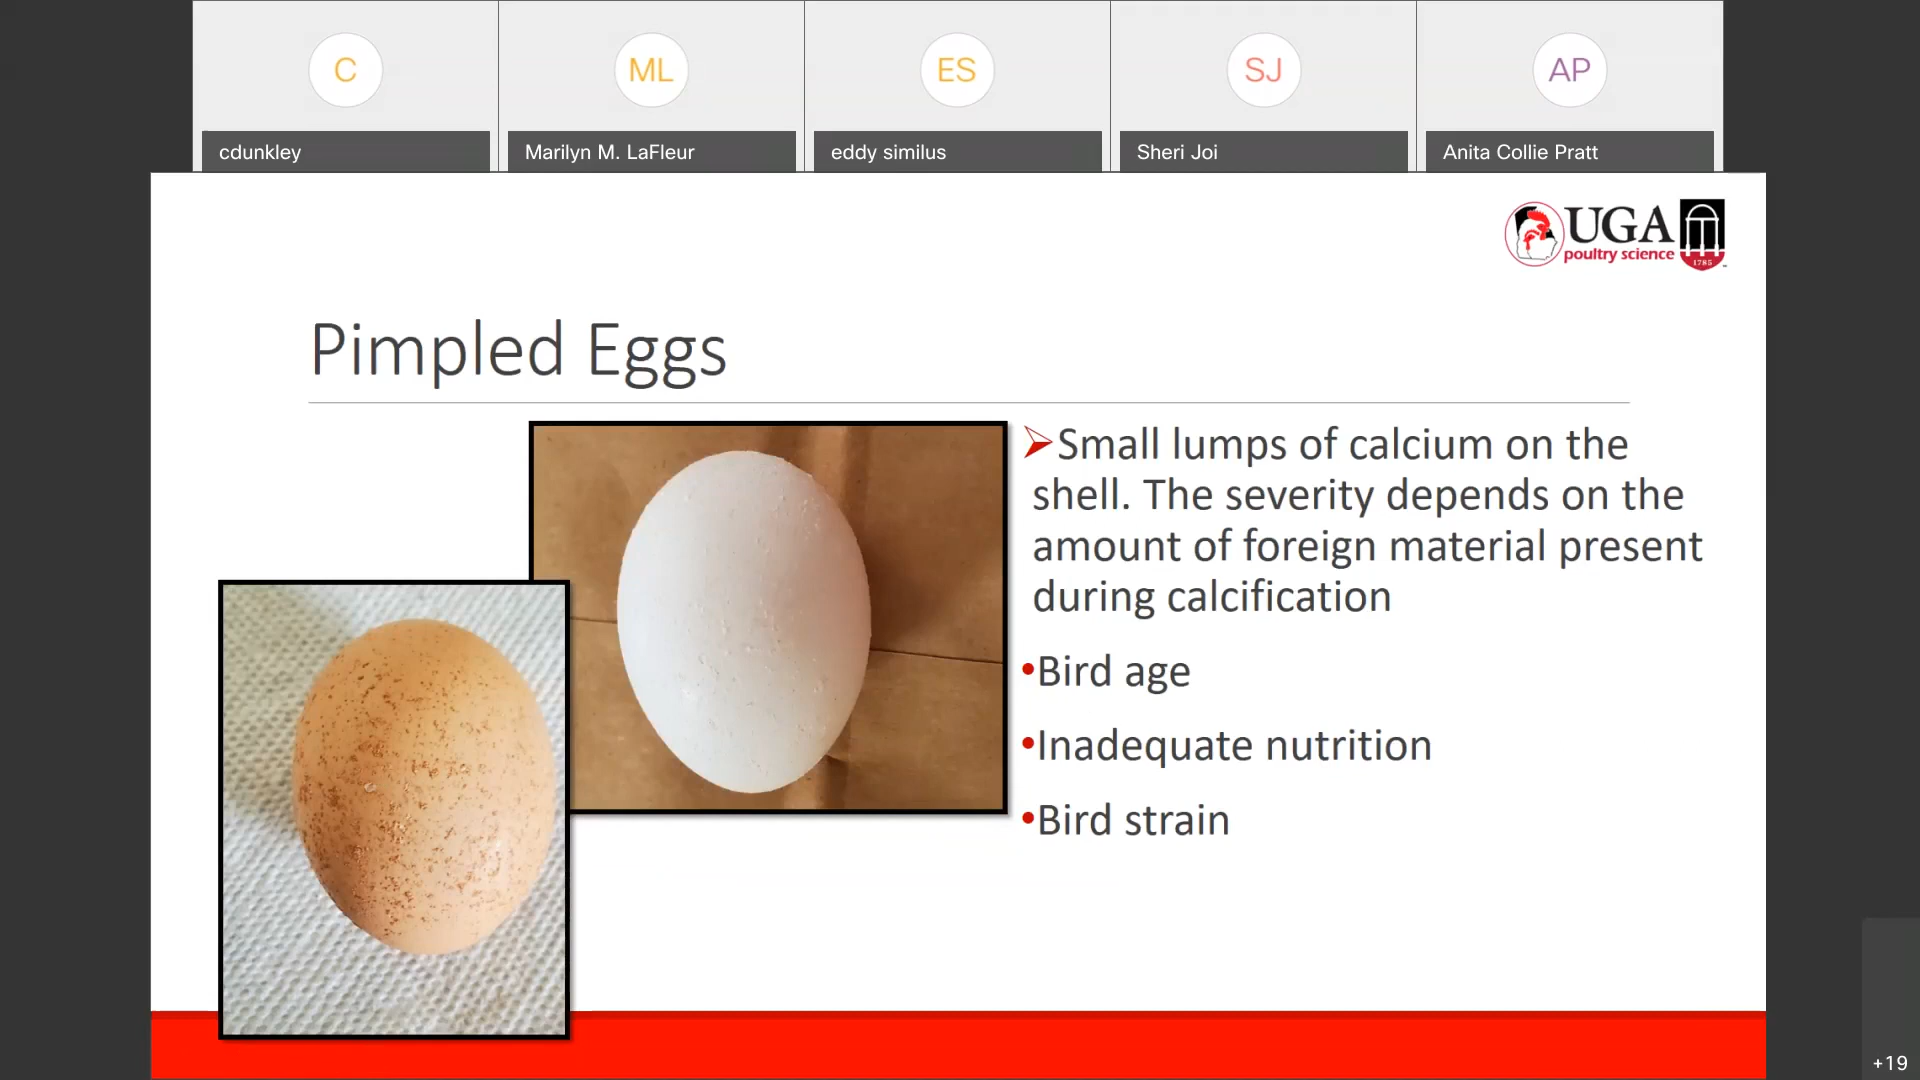 C
ML
ES
SJ
AP
cdunkley
Marilyn M. LaFleur
eddy similus
Sheri Joi
Anita Collie Pratt
UGA
poultry science
1785
Pimpled Eggs
➢Small lumps of calcium on the
shell. The severity depends on the
amount of foreign material present
during calcification
•Bird age
•Inadequate nutrition
•Bird strain
+19